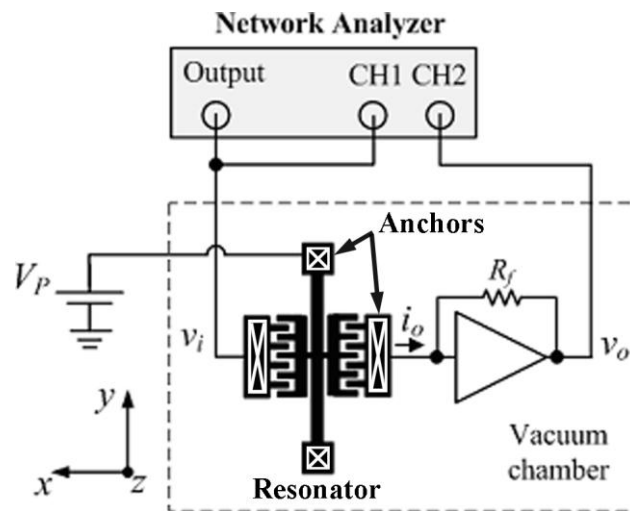 Network Analyzer
Output
CH1
CH2
Anchors
V_P
R_f
v_i
i_o
v_o
y
x
z
Vacuum
chamber
Resonator